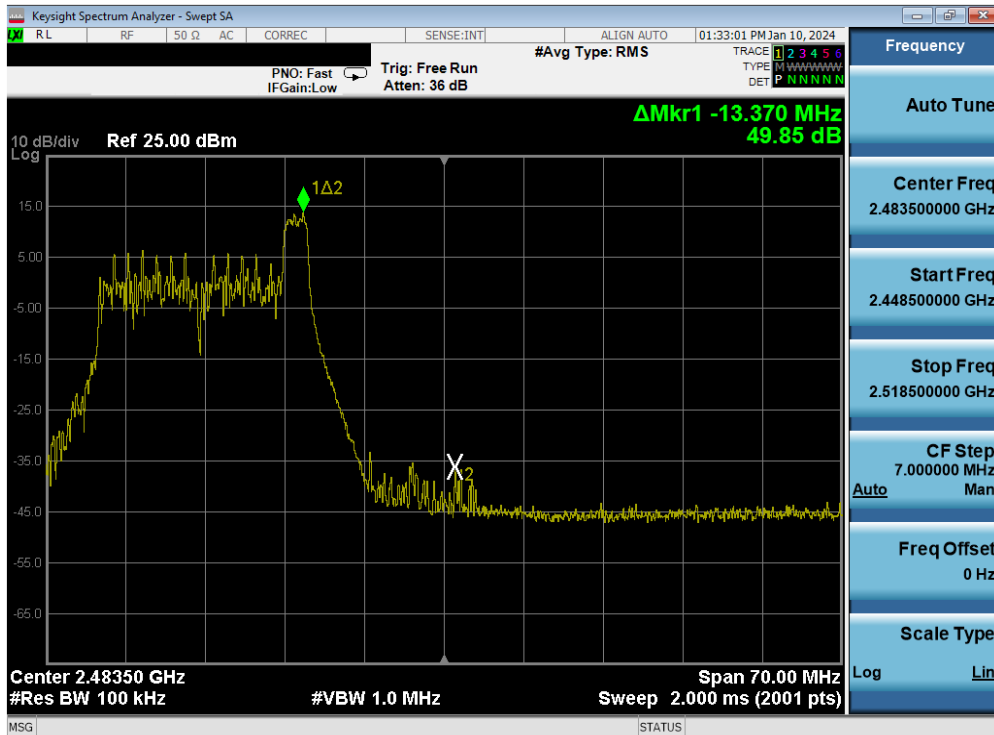 Keysight Spectrum Analyzer - Swept SA
LXI RL RF 50 Ω AC CORREC SENSE:INT ALIGN AUTO 01:33:01 PM Jan 10, 2024
PNO: Fast
IFGain:Low
Trig: Free Run
Atten: 36 dB
#Avg Type: RMS
TRACE 1 2 3 4 5 6
TYPE M WWWWW
DET P N N N N N
ΔMkr1 -13.370 MHz
49.85 dB
10 dB/div Ref 25.00 dBm
Log
1Δ2
15.0
5.00
-5.00
-15.0
-25.0
-35.0
X2
-45.0
-55.0
-65.0
Center 2.48350 GHz Span 70.00 MHz
#Res BW 100 kHz #VBW 1.0 MHz Sweep 2.000 ms (2001 pts)
MSG STATUS
Frequency
Auto Tune
Center Freq
2.483500000 GHz
Start Freq
2.448500000 GHz
Stop Freq
2.518500000 GHz
CF Step
7.000000 MHz
Auto Man
Freq Offset
0 Hz
Scale Type
Log Lin